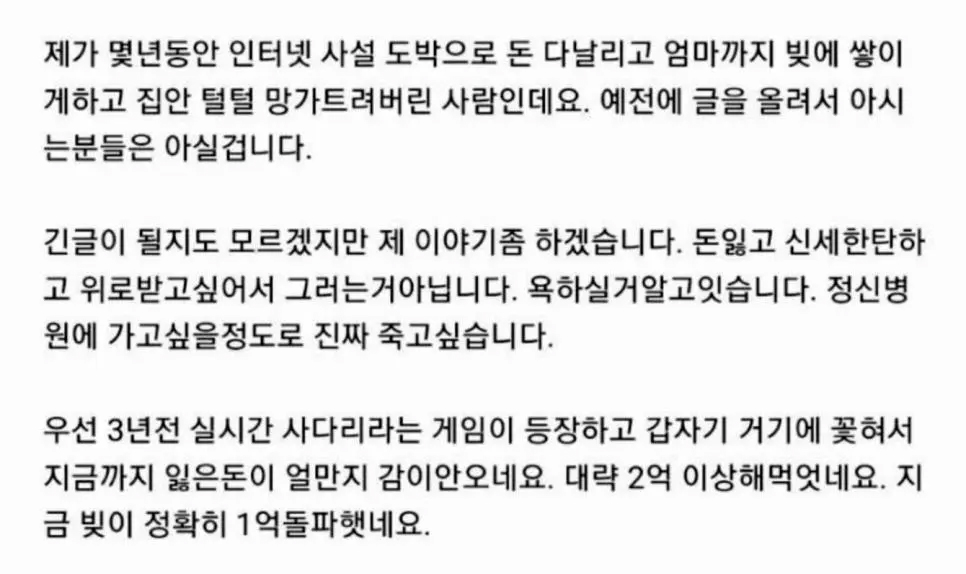 제가 몇년동안 인터넷 사설 도박으로 돈 다날리고 엄마까지 빚에 쌓이
게하고 집안 털털 망가트려버린 사람인데요. 예전에 글을 올려서 아시
는분들은 아실겁니다.
긴글이 될지도 모르겠지만 제 이야기좀 하겠습니다. 돈잃고 신세한탄하
고 위로받고싶어서 그러는거아닙니다. 욕하실거알고잇습니다. 정신병
원에 가고싶을정도로 진짜 죽고싶습니다.
우선 3년전 실시간 사다리라는 게임이 등장하고 갑자기 거기에 꽃혀서
지금까지 잃은돈이 얼만지 감이안오네요. 대략 2억 이상해먹엇네요. 지
금 빚이 정확히 1억돌파햇네요.